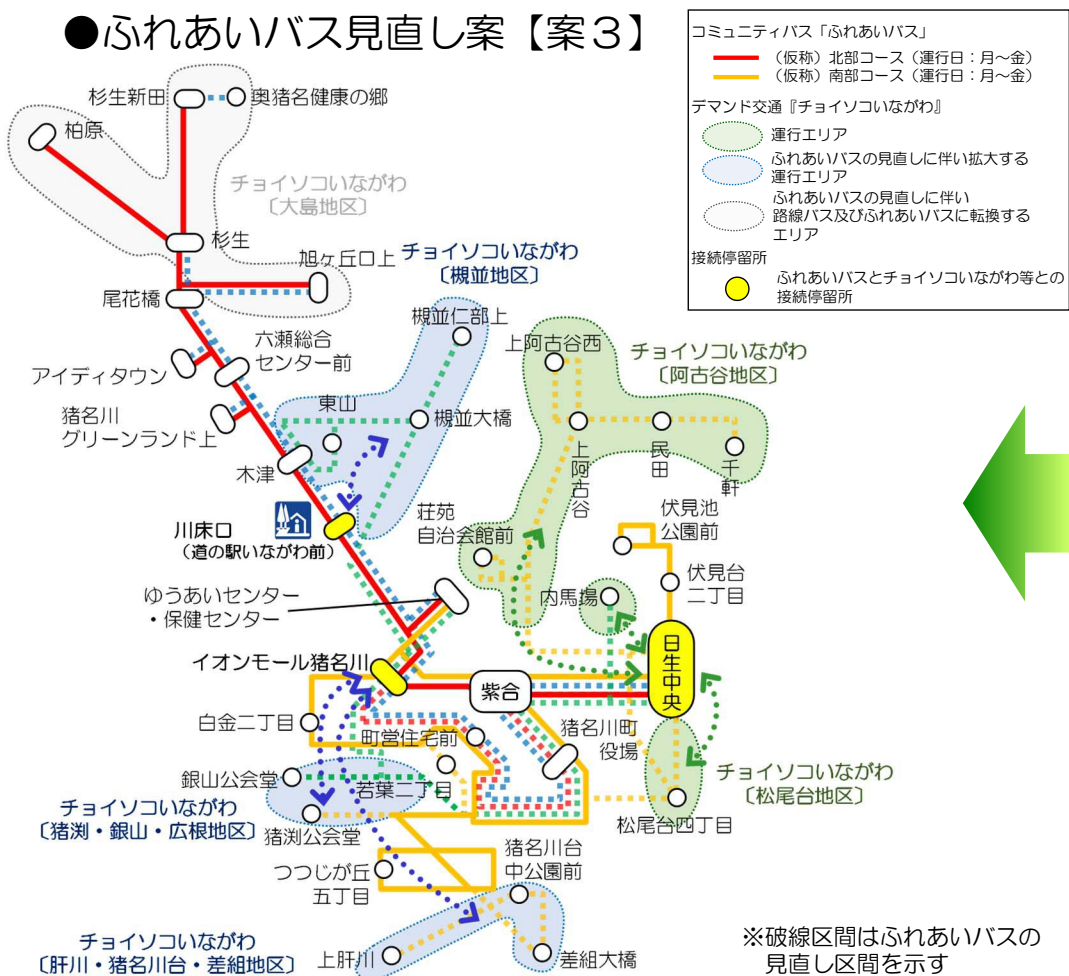 ●ふれあいバス見直し案【案３】
コミュニティバス「ふれあいバス」
（仮称）北部コース（運行日：月～金）
（仮称）南部コース（運行日：月～金）
デマンド交通『チョイソコいながわ』
運行エリア
ふれあいバスの見直しに伴い拡大する
運行エリア
ふれあいバスの見直しに伴い
路線バス及びふれあいバスに転換する
エリア
接続停留所
ふれあいバスとチョイソコいながわ等との
接続停留所
杉生新田
奥猪名健康の郷
柏原
チョイソコいながわ
〔大島地区〕
杉生
旭ヶ丘口上
尾花橋
チョイソコいながわ
〔槻並地区〕
槻並仁部上
六瀬総合
センター前
アイディタウン
東山
槻並大橋
猪名川
グリーンランド上
木津
上阿古谷西
チョイソコいながわ
〔阿古谷地区〕
上阿古谷
民田
千軒
川床口
（道の駅いながわ前）
荘苑
自治会館前
伏見池
公園前
伏見台
二丁目
ゆうあいセンター
・保健センター
内馬場
日生中央
イオンモール猪名川
紫合
白金二丁目
町営住宅前
猪名川町
役場
銀山公会堂
若葉二丁目
チョイソコいながわ
〔松尾台地区〕
松尾台四丁目
チョイソコいながわ
〔猪渕・銀山・広根地区〕
猪渕公会堂
つつじが丘
五丁目
猪名川台
中公園前
チョイソコいながわ
〔肝川・猪名川台・差組地区〕
上肝川
差組大橋
※破線区間はふれあいバスの
見直し区間を示す